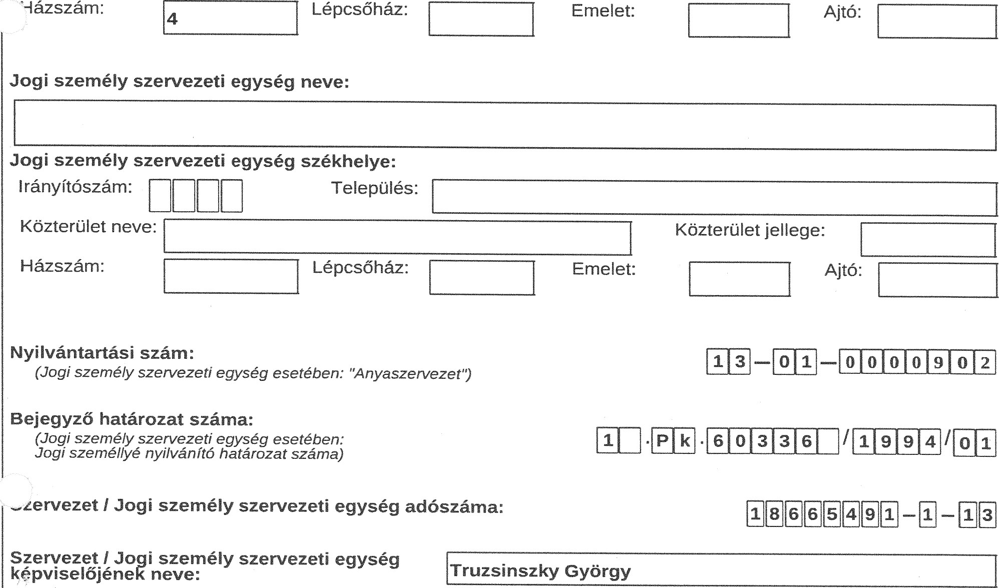 Házszám: 4 Lépcsőház: Emelet: Ajtó:
Jogi személy szervezeti egység neve:
Jogi személy szervezeti egység székhelye:
Irányítószám: Település:
Közterület neve: Közterület jellege:
Házszám: Lépcsőház: Emelet: Ajtó:
Nyilvántartási szám: 13–01–0000902
(Jogi személy szervezeti egység esetében: "Anyaszervezet")
Bejegyző határozat száma:
(Jogi személy szervezeti egység esetében: 1 .Pk.60336 /1994/01
Jogi személlyé nyilvánító határozat száma)
Szervezet / Jogi személy szervezeti egység adószáma: 18665491–1–13
Szervezet / Jogi személy szervezeti egység
képviselőjének neve: Truzsinszky György